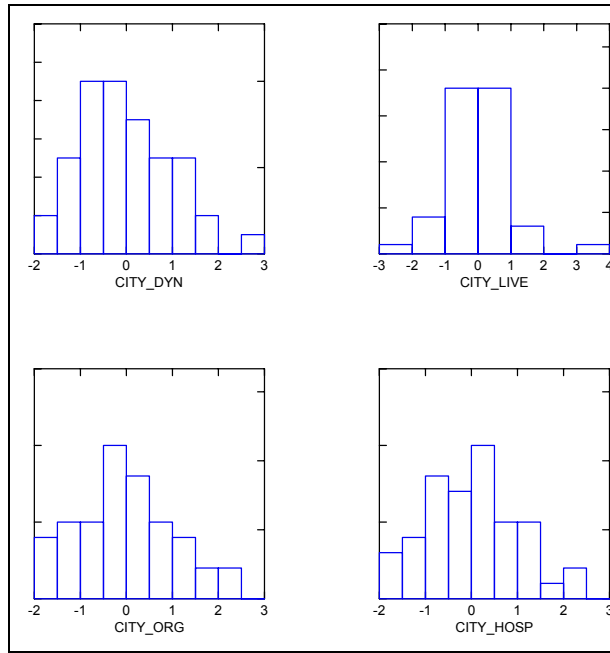 -2 -1 0 1 2 3
CITY_DYN
-3 -2 -1 0 1 2 3 4
CITY_LIVE
-2 -1 0 1 2 3
CITY_ORG
-2 -1 0 1 2 3
CITY_HOSP